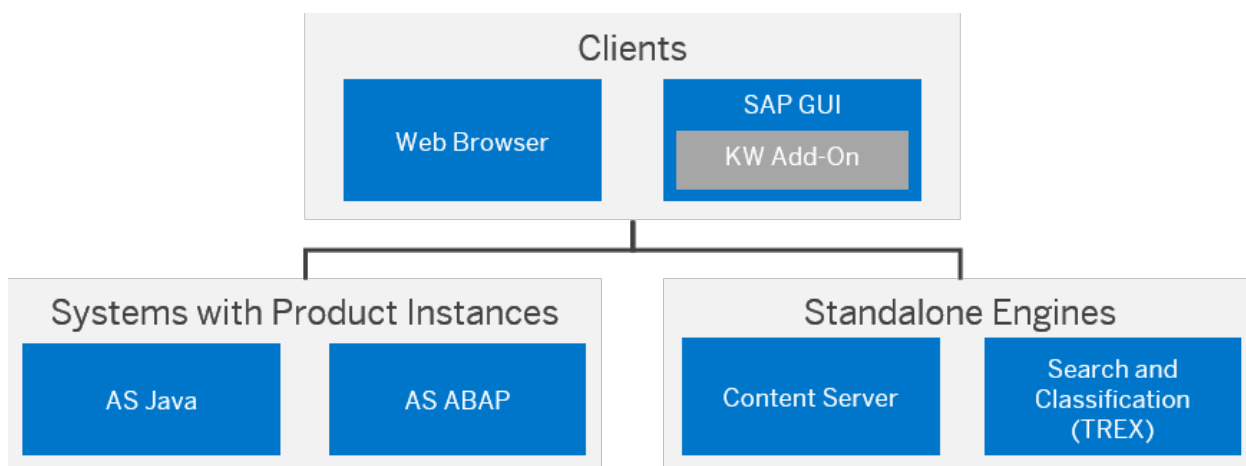 Clients
Web Browser
SAP GUI
KW Add-On
Systems with Product Instances
Standalone Engines
AS Java
AS ABAP
Content Server
Search and
Classification
(TREX)